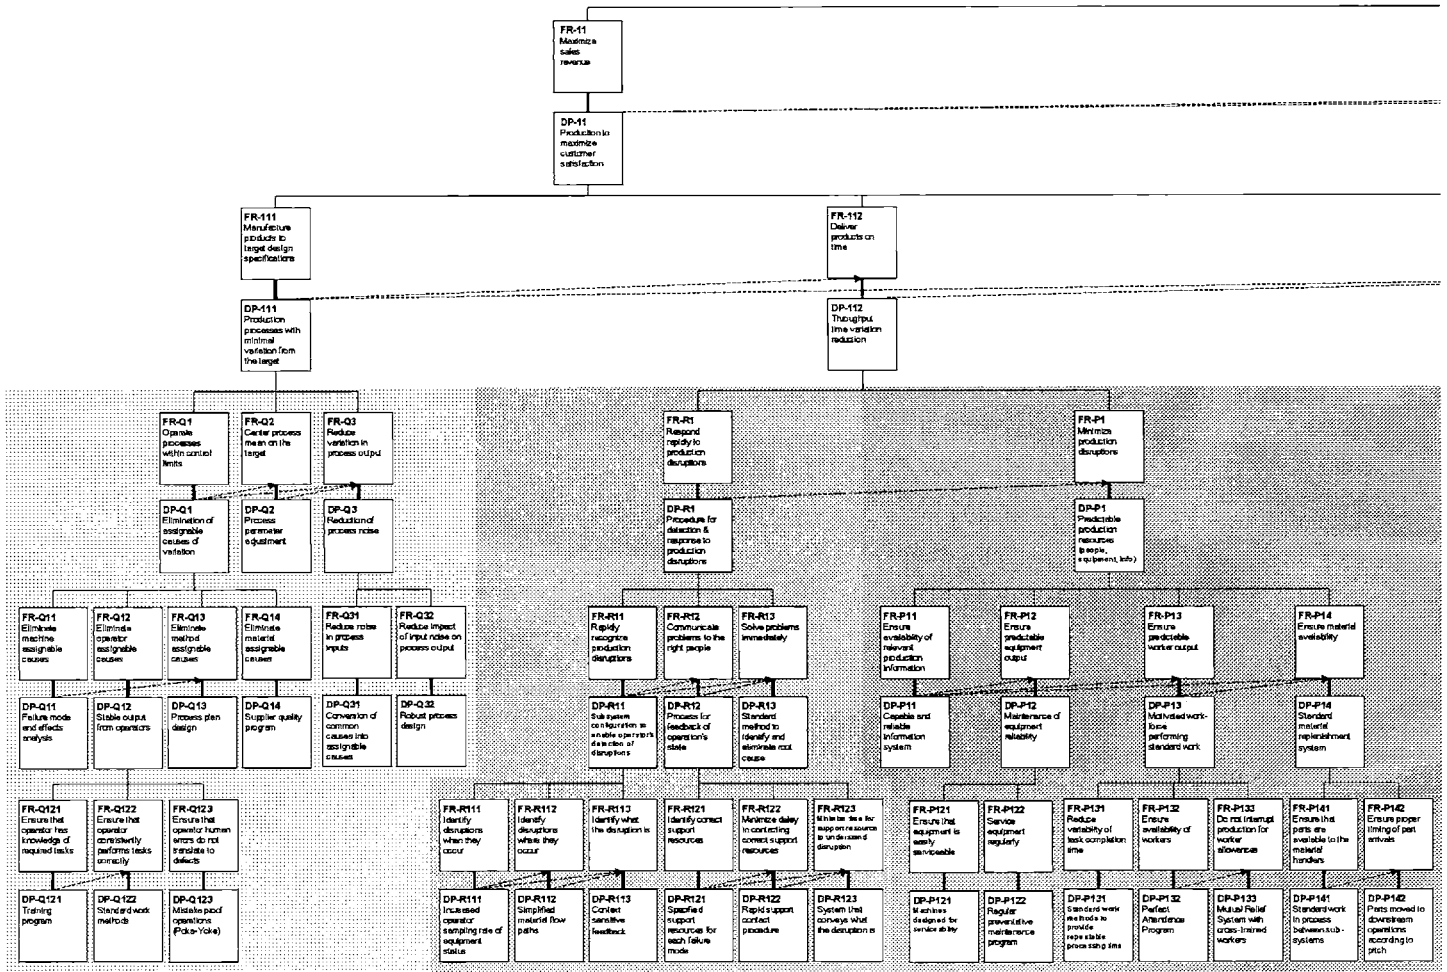 FR-11
Maximize
sales
revenue
DP-11
Production to
maximize
customer
satisfaction
FR-111
Manufacture
products to
target design
specifications
FR-112
Deliver
products on
time
DP-111
Production
processes with
minimal
variation from
the target
DP-112
Throughput
time variation
reduction
FR-Q1
Operate
processes
within control
limits
FR-Q2
Center process
mean on the
target
FR-Q3
Reduce
variation in
process output
FR-R1
Respond
rapidly to
production
disruptions
FR-P1
Minimize
production
disruptions
DP-Q1
Elimination of
assignable
causes of
variation
DP-Q2
Process
parameter
adjustment
DP-Q3
Reduction of
process noise
DP-R1
Procedure for
detection &
response to
production
disruptions
DP-P1
Predictable
production
resources
(people,
equipment, info)
FR-Q11
Eliminate
machine
assignable
causes
FR-Q12
Eliminate
operator
assignable
causes
FR-Q13
Eliminate
method
assignable
causes
FR-Q14
Eliminate
material
assignable
causes
FR-Q31
Reduce noise
in process
inputs
FR-Q32
Reduce impact
of input noise on
process output
FR-R11
Rapidly
recognize
production
disruptions
FR-R12
Communicate
problems to the
right people
FR-R13
Solve problems
immediately
FR-P11
Ensure
availability of
relevant
production
information
FR-P12
Ensure
predictable
equipment
output
FR-P13
Ensure
predictable
worker output
FR-P14
Ensure material
availability
DP-Q11
Failure mode
and effects
analysis
DP-Q12
Stable output
from operators
DP-Q13
Process plan
design
DP-Q14
Supplier quality
program
DP-Q31
Conversion of
common
causes into
assignable
causes
DP-Q32
Robust process
design
DP-R11
Subsystem
configuration to
enable operator's
detection of
disruptions
DP-R12
Process for
feedback of
operation's
state
DP-R13
Standard
method to
identify and
eliminate root
cause
DP-P11
Capable and
reliable
information
system
DP-P12
Maintenance of
equipment
reliability
DP-P13
Motivated work-
force
performing
standard work
DP-P14
Standard
material
replenishment
system
FR-Q121
Ensure that
operator has
knowledge of
required tasks
FR-Q122
Ensure that
operator
consistently
performs tasks
correctly
FR-Q123
Ensure that
operator human
errors do not
translate to
defects
FR-R111
Identify
disruptions
when they
occur
FR-R112
Identify
disruptions
where they
occur
FR-R113
Identify what
the disruption is
FR-R121
Identify correct
support
resources
FR-R122
Minimize delay
in contacting
correct support
resources
FR-R123
Minimize time for
support resource
to understand
disruption
FR-P121
Ensure that
equipment is
easily
serviceable
FR-P122
Service
equipment
regularly
FR-P131
Reduce
variability of
task completion
time
FR-P132
Ensure
availability of
workers
FR-P133
Do not interrupt
production for
worker
allowances
FR-P141
Ensure that
parts are
available to the
material
handlers
FR-P142
Ensure proper
timing of part
arrivals
DP-Q121
Training
program
DP-Q122
Standard work
methods
DP-Q123
Mistake proof
operations
(Poka-Yoke)
DP-R111
Increased
operator
sampling rate of
equipment
status
DP-R112
Simplified
material flow
paths
DP-R113
Context
sensitive
feedback
DP-R121
Specified
support
resources for
each failure
mode
DP-R122
Rapid support
contact
procedure
DP-R123
System that
conveys what
the disruption is
DP-P121
Machines
designed for
serviceability
DP-P122
Regular
preventative
maintenance
program
DP-P131
Standard work
methods to
provide
repeatable
processing time
DP-P132
Perfect
Attendance
Program
DP-P133
Mutual Relief
System with
cross-trained
workers
DP-P141
Standard work
in process
between sub-
systems
DP-P142
Parts moved to
downstream
operations
according to
pitch